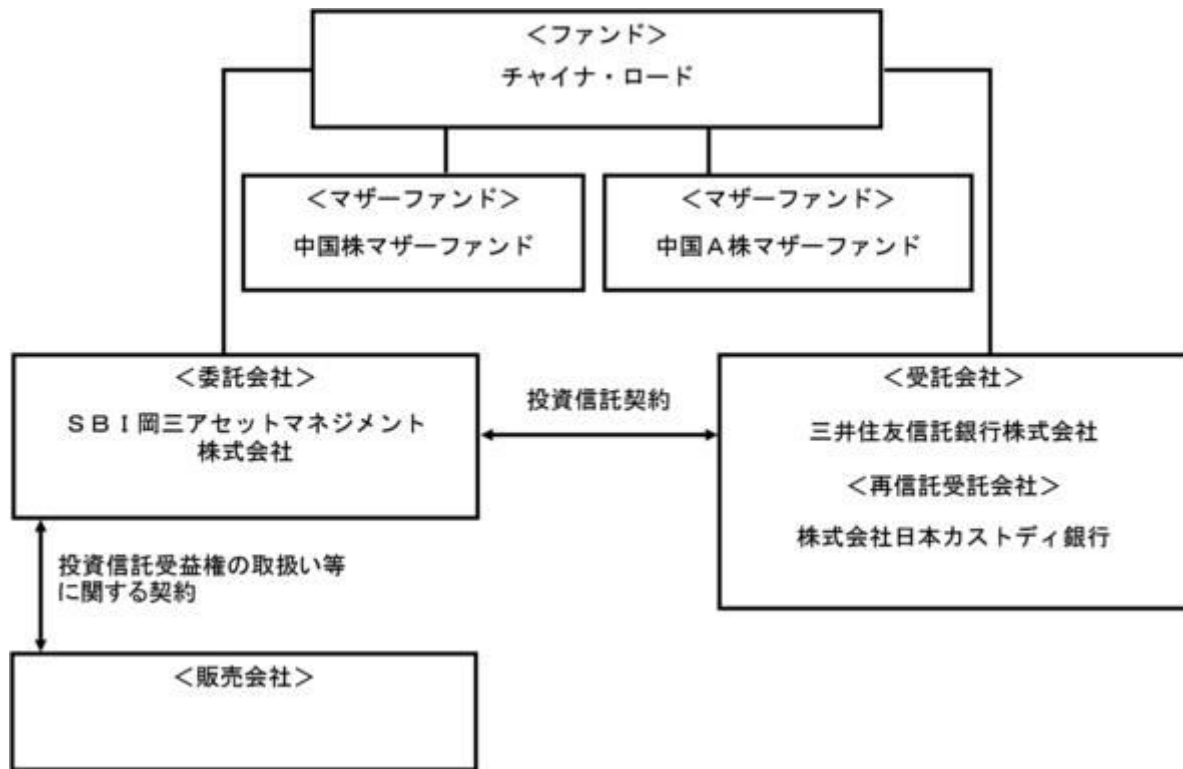 ＜ファンド＞
チャイナ・ロード
＜マザーファンド＞
中国株マザーファンド
＜マザーファンド＞
中国Ａ株マザーファンド
＜委託会社＞
ＳＢＩ岡三アセットマネジメント
株式会社
投資信託契約
＜受託会社＞
三井住友信託銀行株式会社
＜再信託受託会社＞
株式会社日本カストディ銀行
投資信託受益権の取扱い等
に関する契約
＜販売会社＞